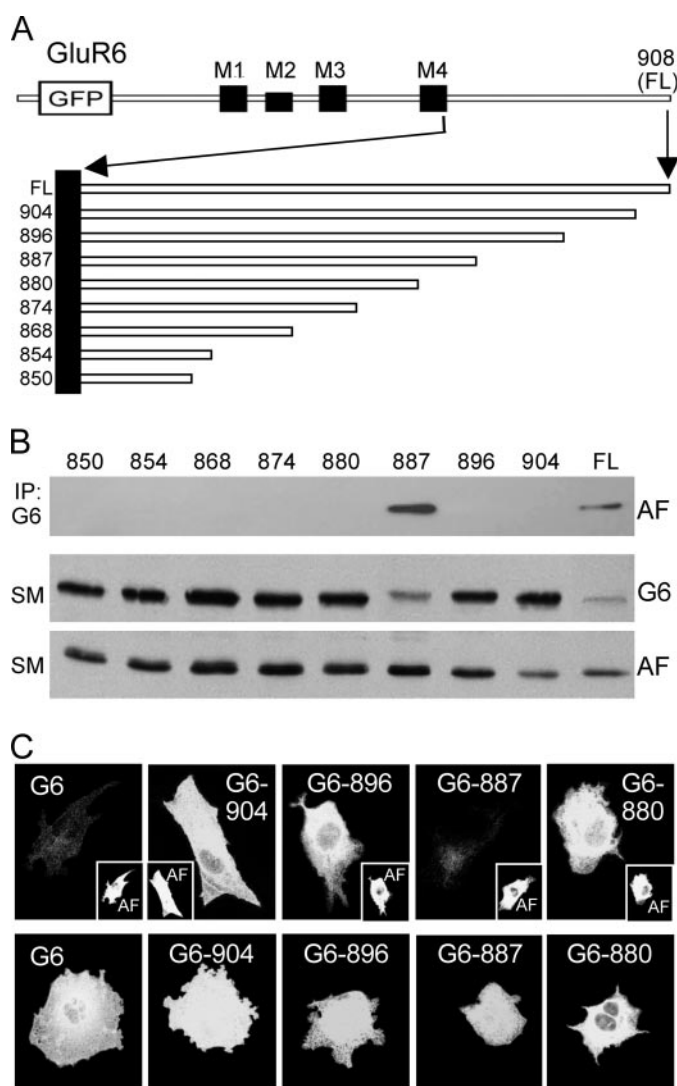 A
GluR6
GFP
M1 M2 M3 M4
908
(FL)
FL
904
896
887
880
874
868
854
850
B
850 854 868 874 880 887 896 904 FL
IP:
G6
AF
SM
G6
SM
AF
C
G6
AF
G6-
904
AF
G6-896
AF
G6-887
AF
G6-
880
AF
G6 G6-904 G6-896 G6-887 G6-880